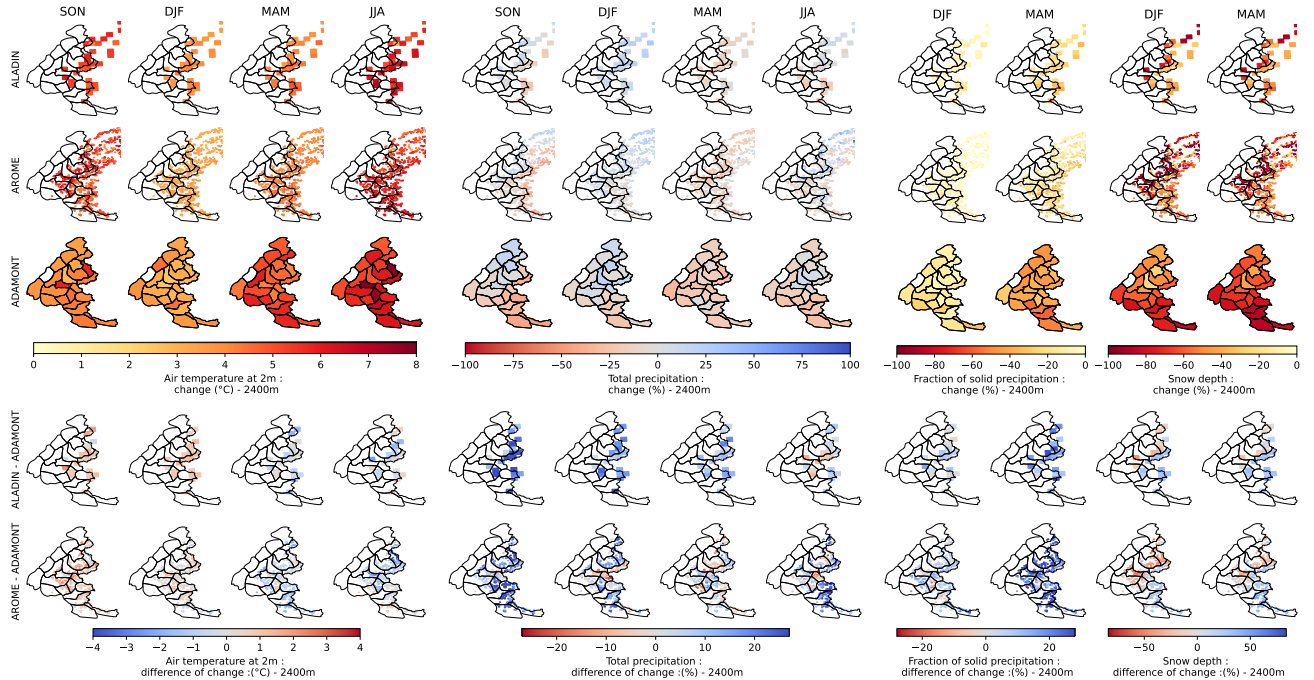 SON DJF MAM JJA SON DJF MAM JJA DJF MAM DJF MAM
ALADIN
AROME
ADAMONT
0 1 2 3 4 5 6 7 8
Air temperature at 2m :
change (°C) - 2400m
−100 −75 −50 −25 0 25 50 75 100
Total precipitation :
change (%) - 2400m
−100 −80 −60 −40 −20 0
Fraction of solid precipitation :
change (%) - 2400m
−100 −80 −60 −40 −20 0
Snow depth :
change (%) - 2400m
ALADIN - ADAMONT
AROME - ADAMONT
−4 −3 −2 −1 0 1 2 3 4
Air temperature at 2m :
difference of change :(°C) - 2400m
−20 −10 0 10 20
Total precipitation :
difference of change :(%) - 2400m
−20 0 20
Fraction of solid precipitation :
difference of change :(%) - 2400m
−50 0 50
Snow depth :
difference of change :(%) - 2400m